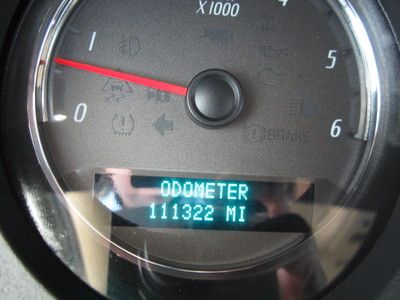 X1000
1
5
0
6
BRAKE
ODOMETER
111322 MI